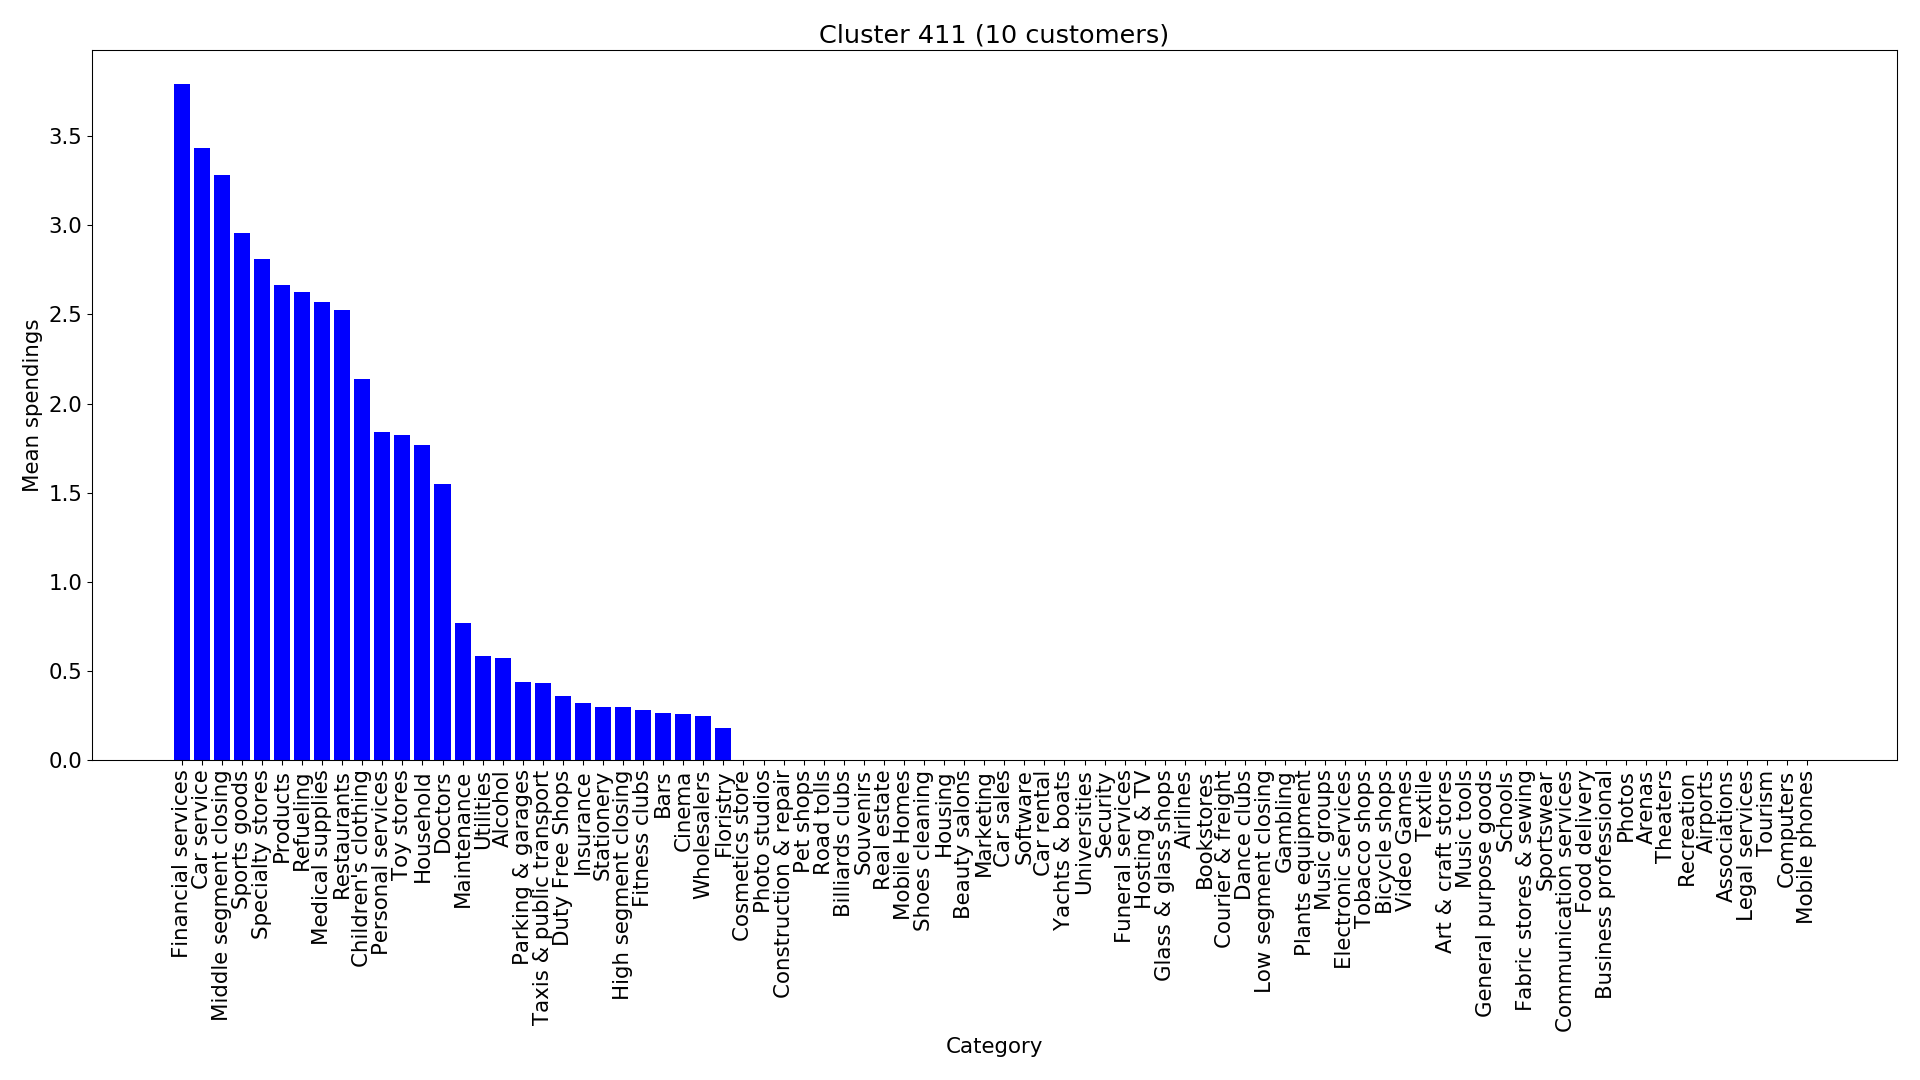 Cluster 411 (10 customers)
Mean spendings
3.5
3.0
2.5
2.0
1.5
1.0
0.5
0.0
Financial services
Car service
Middle segment closing
Sports goods
Specialty stores
Products
Refueling
Medical supplies
Restaurants
Children's clothing
Personal services
Toy stores
Household
Doctors
Maintenance
Utilities
Alcohol
Parking & garages
Taxis & public transport
Duty Free Shops
Insurance
Stationery
High segment closing
Fitness clubs
Bars
Cinema
Wholesalers
Floristry
Cosmetics store
Photo studios
Construction & repair
Pet shops
Road tolls
Billiards clubs
Souvenirs
Real estate
Mobile Homes
Shoes cleaning
Housing
Beauty salons
Marketing
Car sales
Software
Car rental
Yachts & boats
Universities
Security
Funeral services
Hosting & TV
Glass & glass shops
Airlines
Bookstores
Courier & freight
Dance clubs
Low segment closing
Gambling
Plants equipment
Music groups
Electronic services
Tobacco shops
Bicycle shops
Video Games
Textile
Art & craft stores
Music tools
General purpose goods
Schools
Fabric stores & sewing
Sportswear
Communication services
Food delivery
Business professional
Photos
Arenas
Theaters
Recreation
Airports
Associations
Legal services
Tourism
Computers
Mobile phones
Category